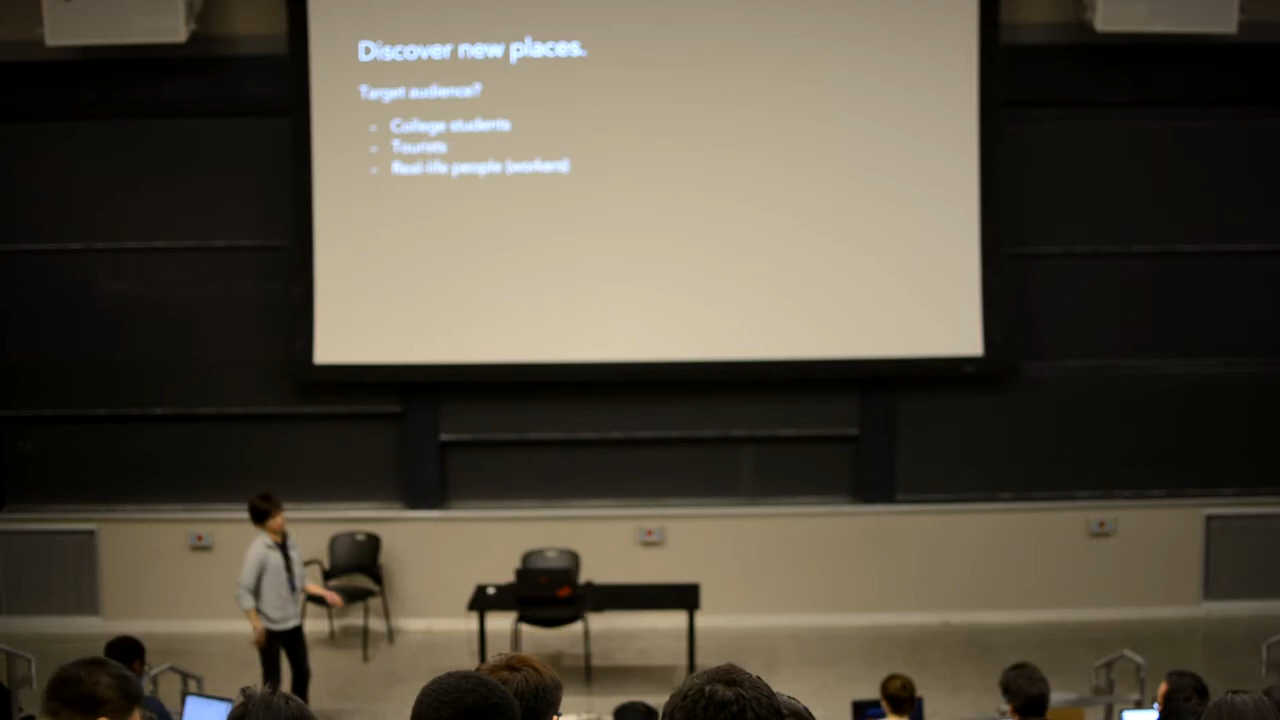 Discover new places.
Target audience?
- College students
- Tourists
- Real-life people (workers)